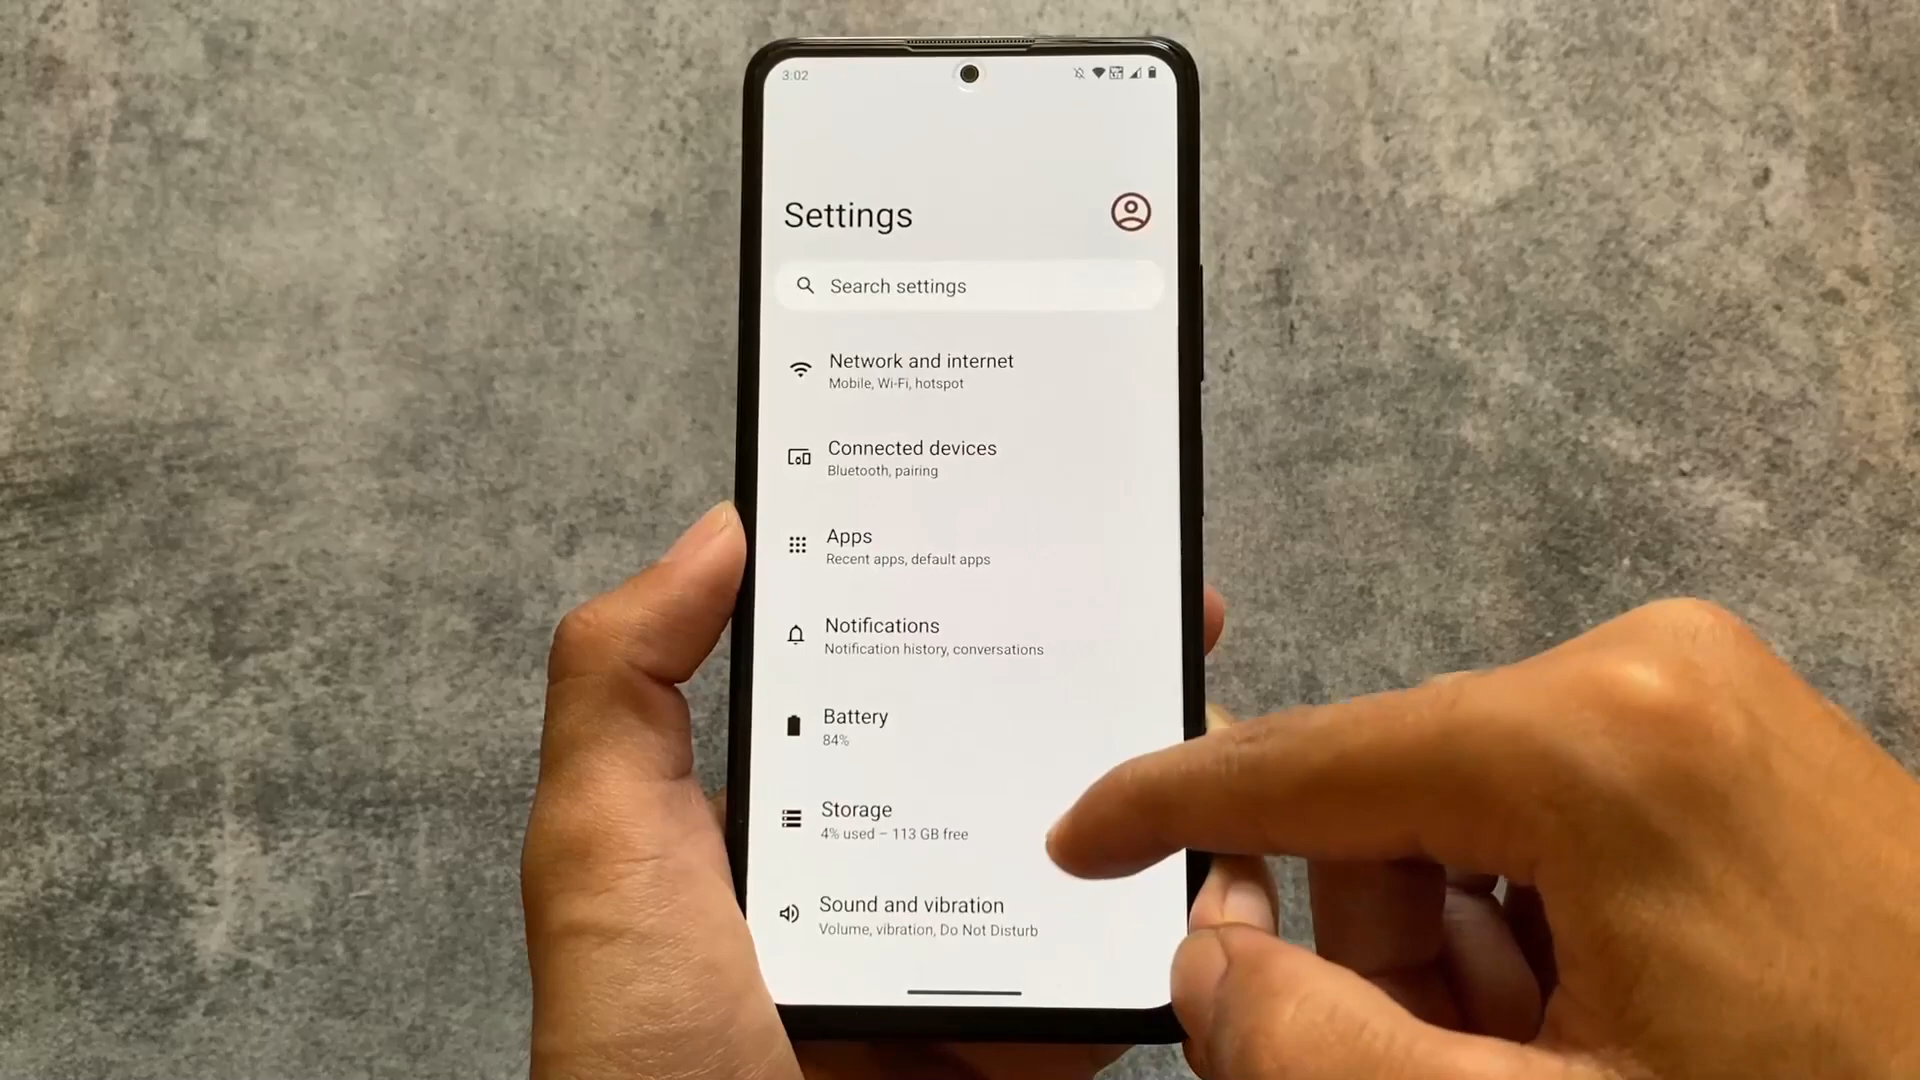 3:02
Settings
Search settings
Network and internet
Mobile, Wi-Fi, hotspot
Connected devices
Bluetooth, pairing
Apps
Recent apps, default apps
Notifications
Notification history, conversations
Battery
84%
Storage
4% used – 113 GB free
Sound and vibration
Volume, vibration, Do Not Disturb